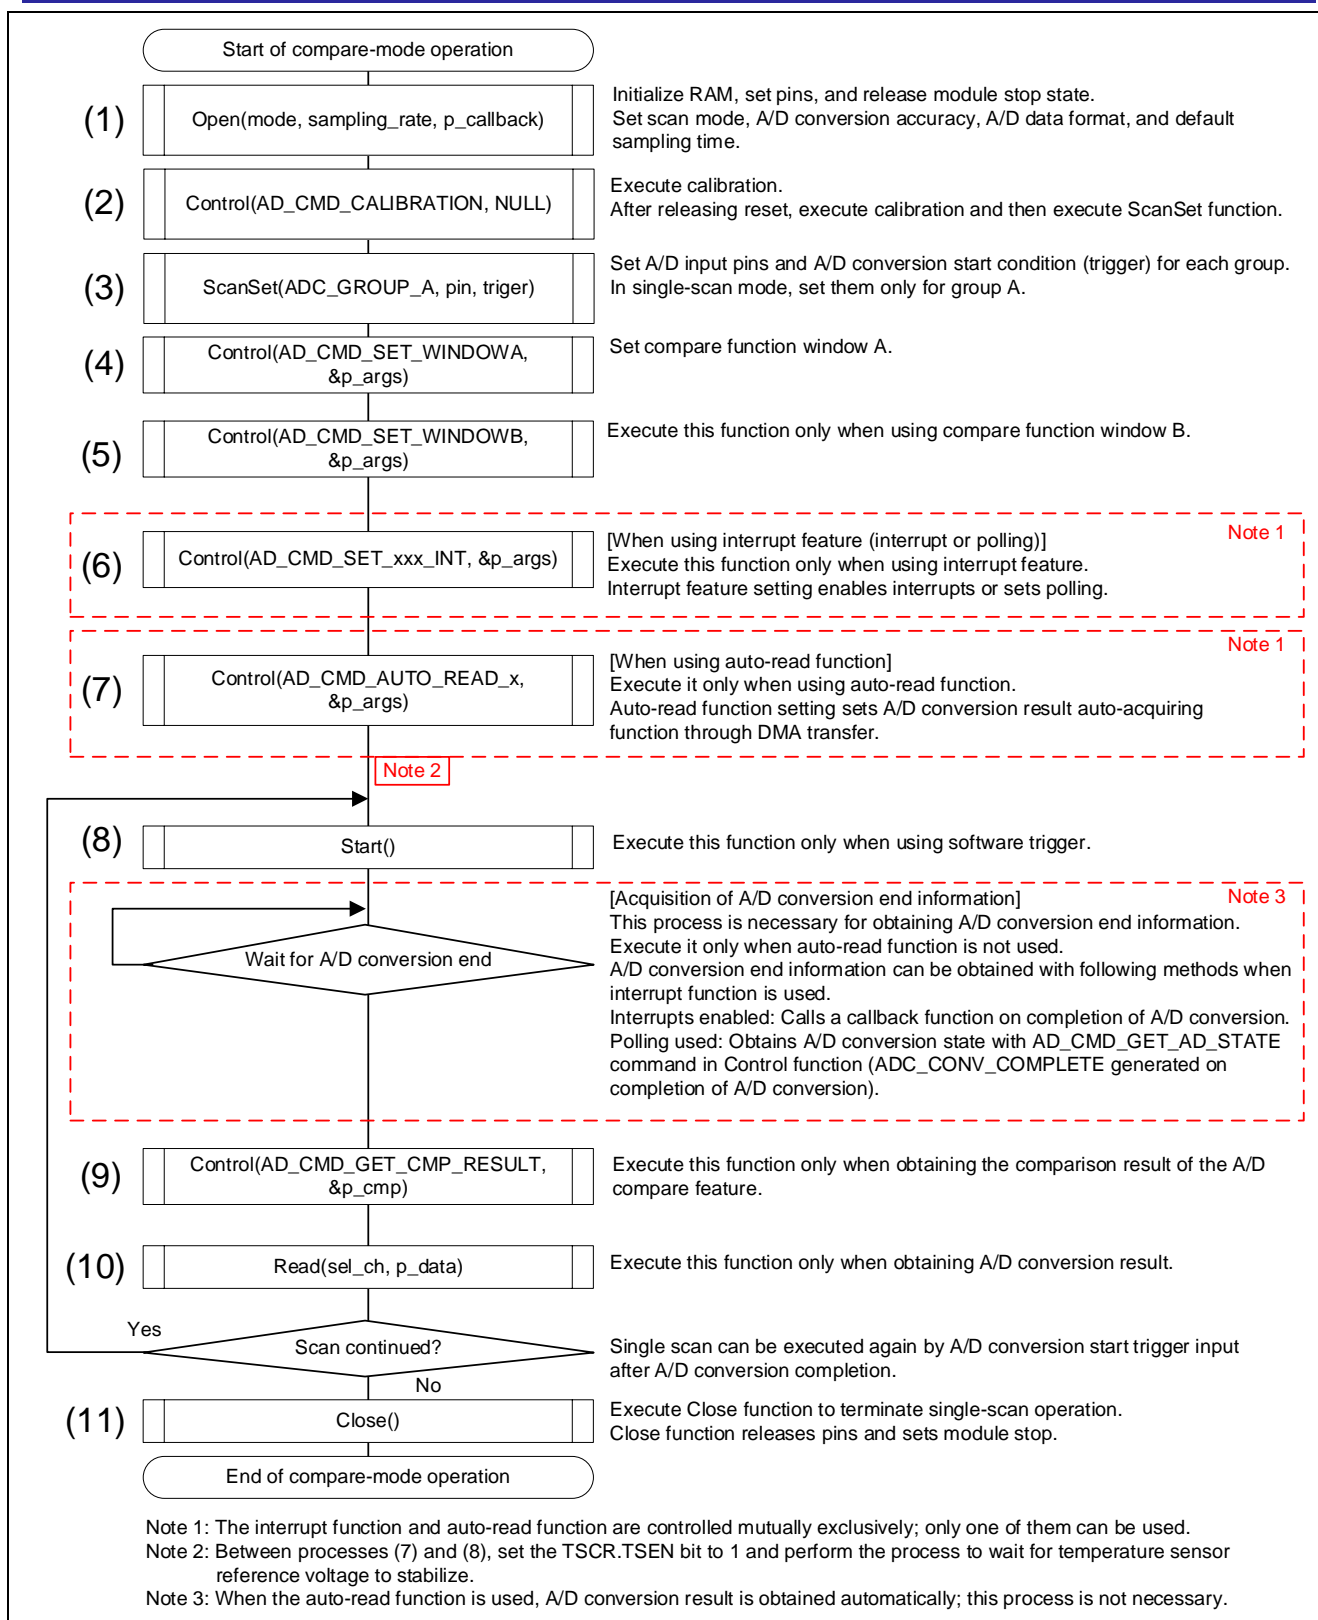 Start of compare-mode operation
(1)
Open(mode, sampling_rate, p_callback)
Initialize RAM, set pins, and release module stop state.
Set scan mode, A/D conversion accuracy, A/D data format, and default
sampling time.
(2)
Control(AD_CMD_CALIBRATION, NULL)
Execute calibration.
After releasing reset, execute calibration and then execute ScanSet function.
(3)
ScanSet(ADC_GROUP_A, pin, triger)
Set A/D input pins and A/D conversion start condition (trigger) for each group.
In single-scan mode, set them only for group A.
(4)
Control(AD_CMD_SET_WINDOWA,
&p_args)
Set compare function window A.
(5)
Control(AD_CMD_SET_WINDOWB,
&p_args)
Execute this function only when using compare function window B.
Note 1
(6)
Control(AD_CMD_SET_xxx_INT, &p_args)
[When using interrupt feature (interrupt or polling)]
Execute this function only when using interrupt feature.
Interrupt feature setting enables interrupts or sets polling.
Note 1
(7)
Control(AD_CMD_AUTO_READ_x,
&p_args)
[When using auto-read function]
Execute it only when using auto-read function.
Auto-read function setting sets A/D conversion result auto-acquiring
function through DMA transfer.
Note 2
(8)
Start()
Execute this function only when using software trigger.
Note 3
Wait for A/D conversion end
[Acquisition of A/D conversion end information]
This process is necessary for obtaining A/D conversion end information.
Execute it only when auto-read function is not used.
A/D conversion end information can be obtained with following methods when
interrupt function is used.
Interrupts enabled: Calls a callback function on completion of A/D conversion.
Polling used: Obtains A/D conversion state with AD_CMD_GET_AD_STATE
command in Control function (ADC_CONV_COMPLETE generated on
completion of A/D conversion).
(9)
Control(AD_CMD_GET_CMP_RESULT,
&p_cmp)
Execute this function only when obtaining the comparison result of the A/D
compare feature.
(10)
Read(sel_ch, p_data)
Execute this function only when obtaining A/D conversion result.
Yes
Scan continued?
Single scan can be executed again by A/D conversion start trigger input
after A/D conversion completion.
No
(11)
Close()
Execute Close function to terminate single-scan operation.
Close function releases pins and sets module stop.
End of compare-mode operation
Note 1: The interrupt function and auto-read function are controlled mutually exclusively; only one of them can be used.
Note 2: Between processes (7) and (8), set the TSCR.TSEN bit to 1 and perform the process to wait for temperature sensor
reference voltage to stabilize.
Note 3: When the auto-read function is used, A/D conversion result is obtained automatically; this process is not necessary.